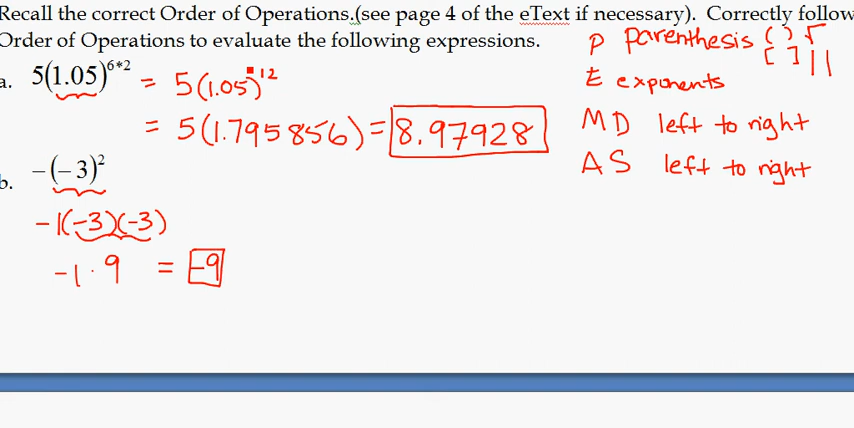 Recall the correct Order of Operations.(see page 4 of the eText if necessary). Correctly follow
Order of Operations to evaluate the following expressions.
P parenthesis ( ) √ [ ] | |
a. 5(1.05)^6*2 = 5(1.05)^12
E exponents
= 5(1.795856) = 8.97928
MD left to right
b. -(-3)^2
AS left to right
-1(-3)(-3)
-1·9 = -9